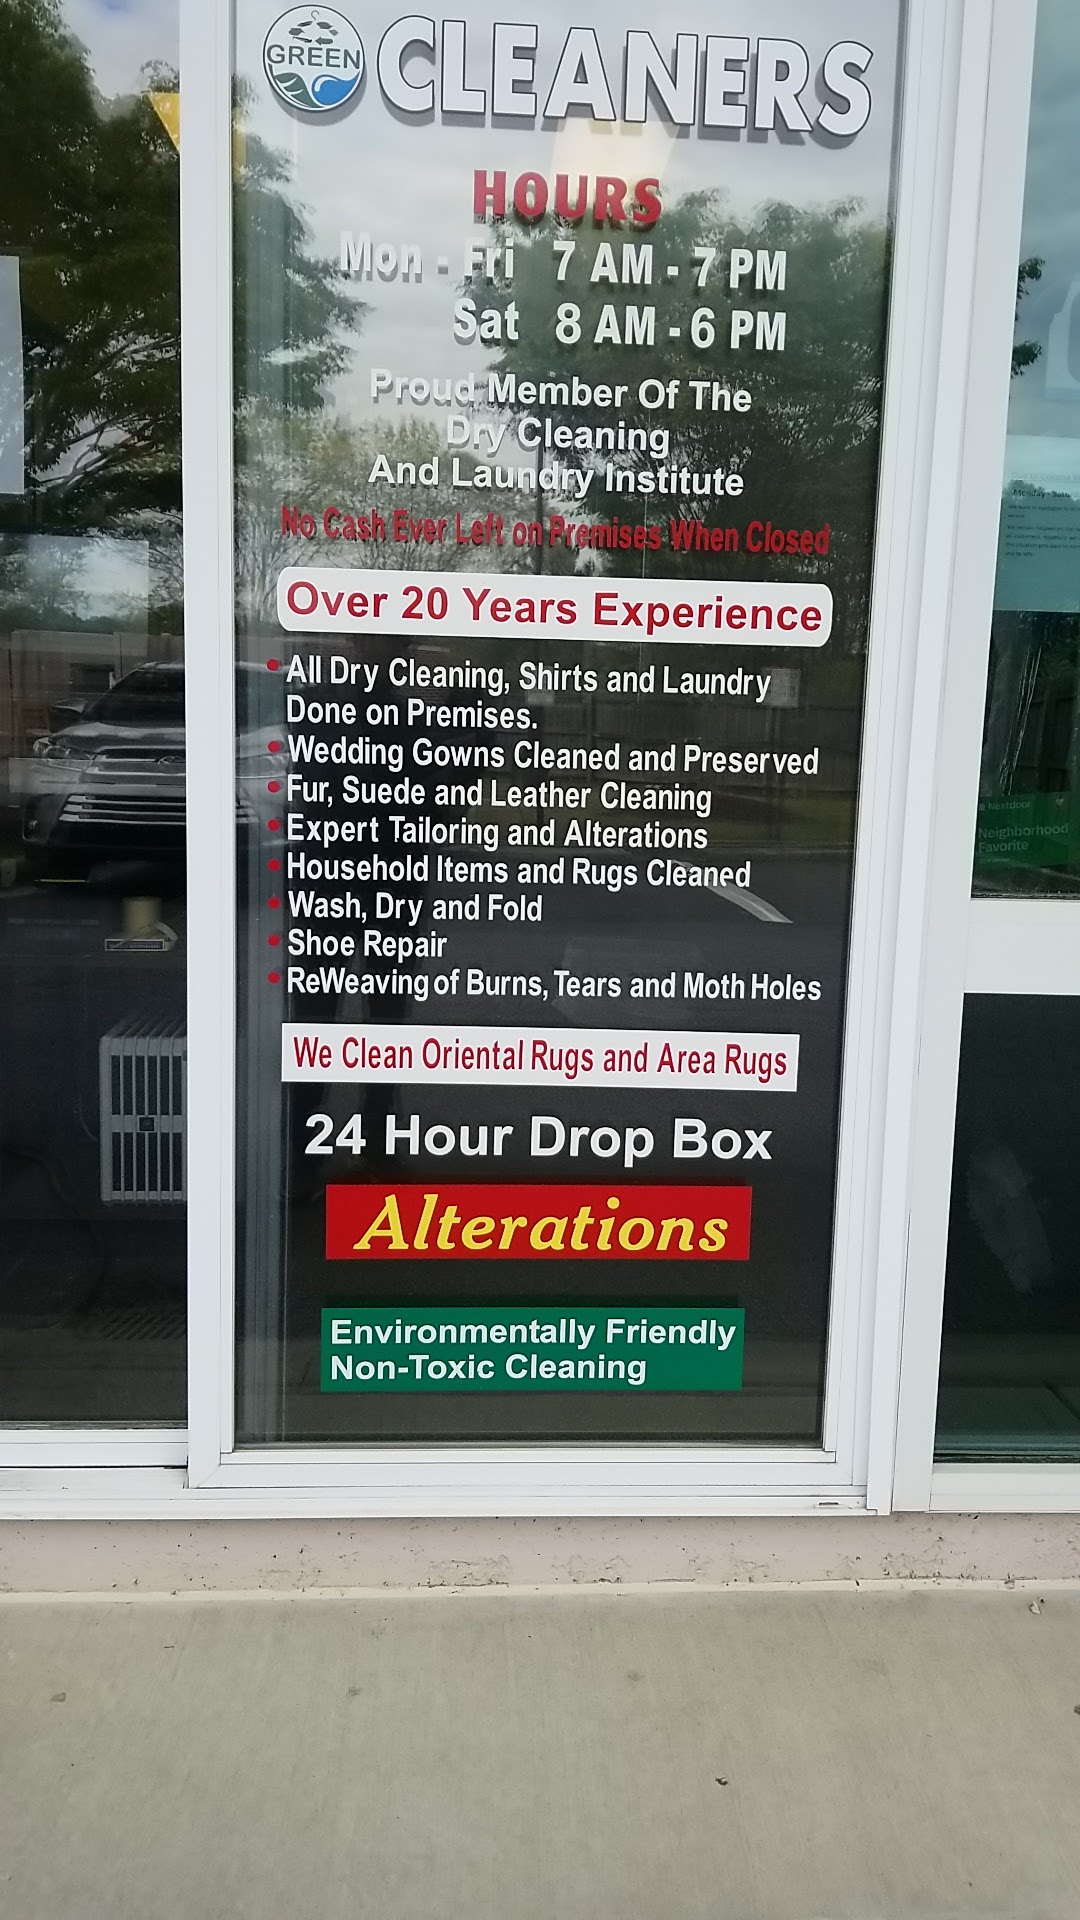 GREEN CLEANERS
HOURS
Mon - Fri 7 AM - 7 PM
Sat 8 AM - 6 PM
Proud Member Of The
Dry Cleaning
And Laundry Institute
No Cash Ever Left on Premises When Closed
Over 20 Years Experience
• All Dry Cleaning, Shirts and Laundry
Done on Premises.
• Wedding Gowns Cleaned and Preserved
• Fur, Suede and Leather Cleaning
• Expert Tailoring and Alterations
• Household Items and Rugs Cleaned
• Wash, Dry and Fold
• Shoe Repair
• ReWeaving of Burns, Tears and Moth Holes
We Clean Oriental Rugs and Area Rugs
24 Hour Drop Box
Alterations
Environmentally Friendly
Non-Toxic Cleaning
Nextdoor
Neighborhood
Favorite